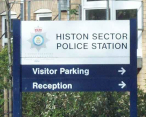 HISTON SECTOR
POLICE STATION
Visitor Parking →
Reception →